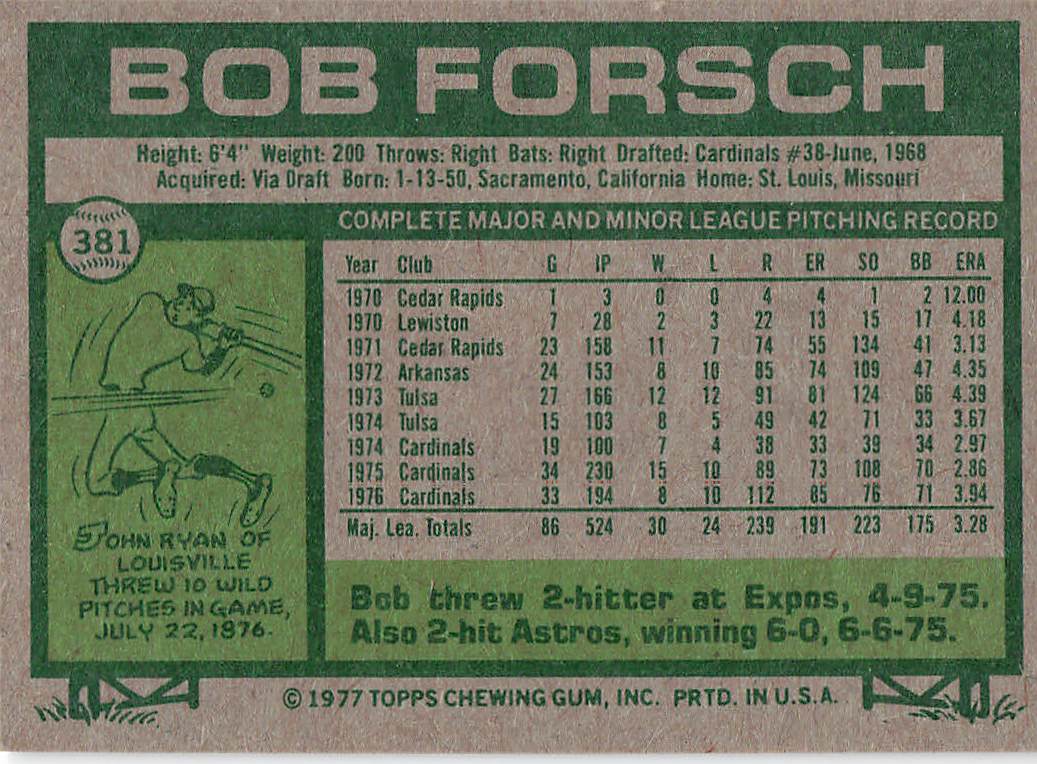 BOB FORSCH
Height: 6'4" Weight: 200 Throws: Right Bats: Right Drafted: Cardinals #38-June, 1968
Acquired: Via Draft Born: 1-13-50, Sacramento, California Home: St. Louis, Missouri
381
COMPLETE MAJOR AND MINOR LEAGUE PITCHING RECORD
Year Club G IP W L R ER SO BB ERA
1970 Cedar Rapids 1 3 0 0 4 4 1 2 12.00
1970 Lewiston 7 28 2 3 22 13 15 17 4.18
1971 Cedar Rapids 23 158 11 7 74 55 134 41 3.13
1972 Arkansas 24 153 8 10 85 74 109 47 4.35
1973 Tulsa 27 166 12 12 91 81 124 66 4.39
1974 Tulsa 15 103 8 5 49 42 71 33 3.67
1974 Cardinals 19 100 7 4 38 33 39 34 2.97
1975 Cardinals 34 230 15 10 89 73 108 70 2.86
1976 Cardinals 33 194 8 10 112 85 76 71 3.94
Maj. Lea. Totals 86 524 30 24 239 191 223 175 3.28
JOHN RYAN OF
LOUISVILLE
THREW 10 WILD
PITCHES IN GAME,
JULY 22, 1876.
Bob threw 2-hitter at Expos, 4-9-75.
Also 2-hit Astros, winning 6-0, 6-6-75.
© 1977 TOPPS CHEWING GUM, INC. PRTD. IN U.S.A.